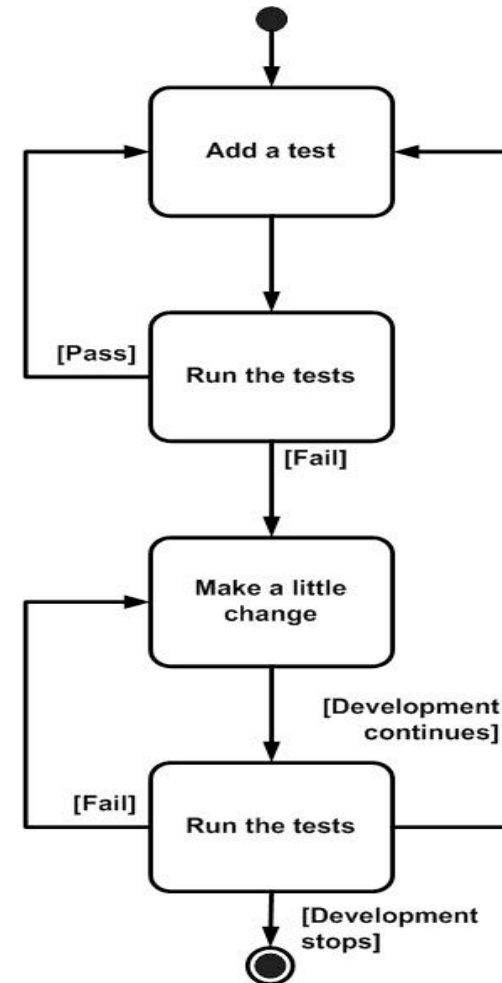 Add a test
[Pass]
Run the tests
[Fail]
Make a little
change
[Development
continues]
[Fail]
Run the tests
[Development
stops]